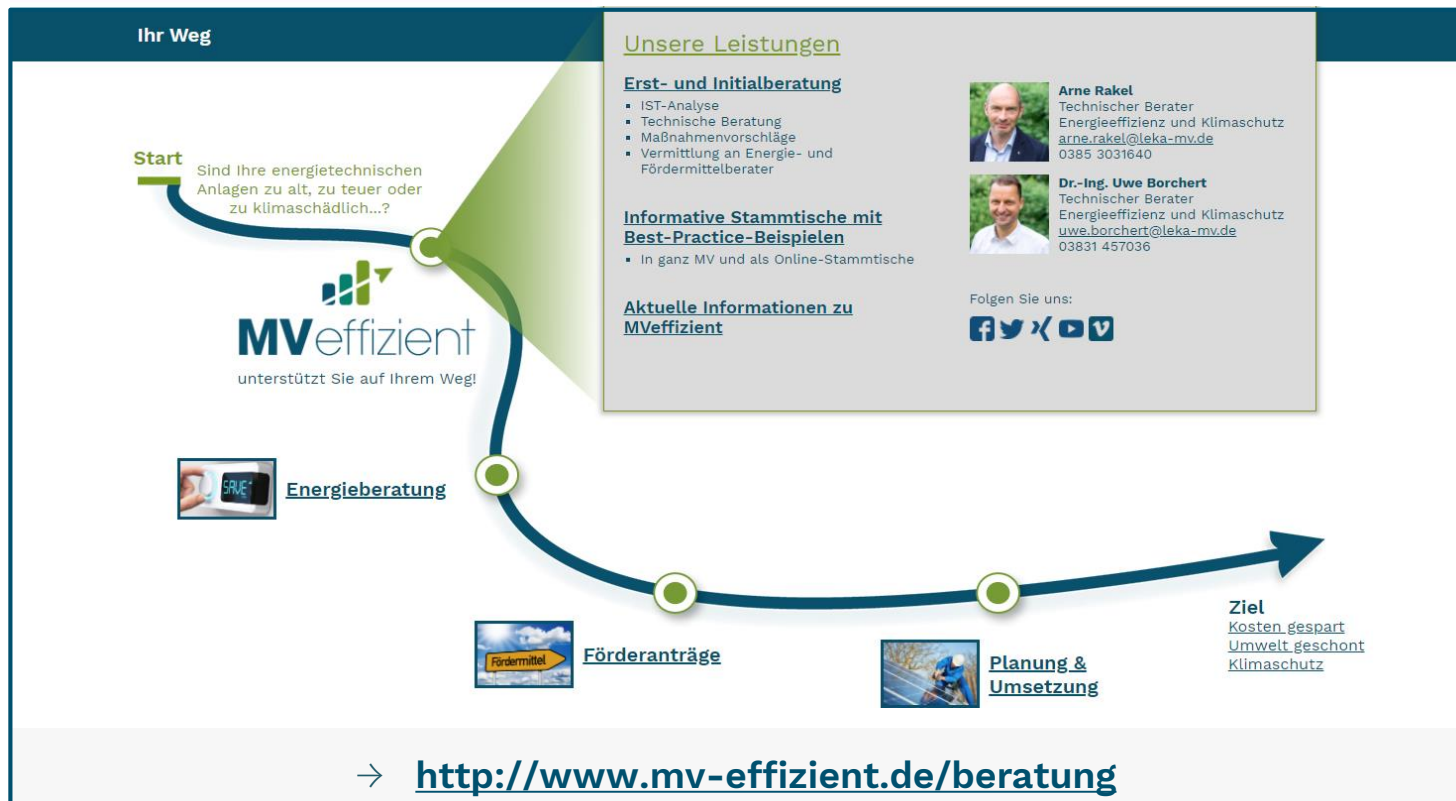 Ihr Weg
Start
Sind Ihre energietechnischen
Anlagen zu alt, zu teuer oder
zu klimaschädlich...?
MVeffizient
unterstützt Sie auf Ihrem Weg!
Unsere Leistungen
Erst- und Initialberatung
▪ IST-Analyse
▪ Technische Beratung
▪ Maßnahmenvorschläge
▪ Vermittlung an Energie- und
Fördermittelberater
Informative Stammtische mit
Best-Practice-Beispielen
▪ In ganz MV und als Online-Stammtische
Aktuelle Informationen zu
MVeffizient
Arne Rakel
Technischer Berater
Energieeffizienz und Klimaschutz
arne.rakel@leka-mv.de
0385 3031640
Dr.-Ing. Uwe Borchert
Technischer Berater
Energieeffizienz und Klimaschutz
uwe.borchert@leka-mv.de
03831 457036
Folgen Sie uns:
SAVE
Energieberatung
Fördermittel
Förderanträge
Planung &
Umsetzung
Ziel
Kosten gespart
Umwelt geschont
Klimaschutz
→ http://www.mv-effizient.de/beratung